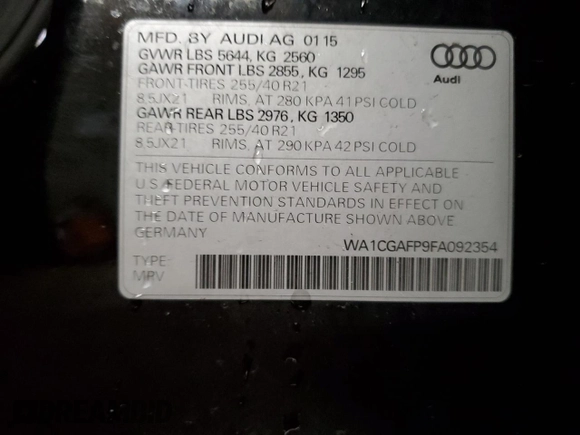 MFD. BY AUDI AG 01 15
GVWR LBS 5644, KG 2560
GAWR FRONT LBS 2855, KG 1295
FRONT-TIRES 255/40 R21
8,5JX21 RIMS, AT 280 KPA 41 PSI COLD
GAWR REAR LBS 2976, KG 1350
REAR-TIRES 255/40 R21
8,5JX21 RIMS, AT 290 KPA 42 PSI COLD
Audi
THIS VEHICLE CONFORMS TO ALL APPLICABLE
U.S. FEDERAL MOTOR VEHICLE SAFETY AND
THEFT PREVENTION STANDARDS IN EFFECT ON
THE DATE OF MANUFACTURE SHOWN ABOVE.
GERMANY
WA1CGAFP9FA092354
TYPE:
MPV